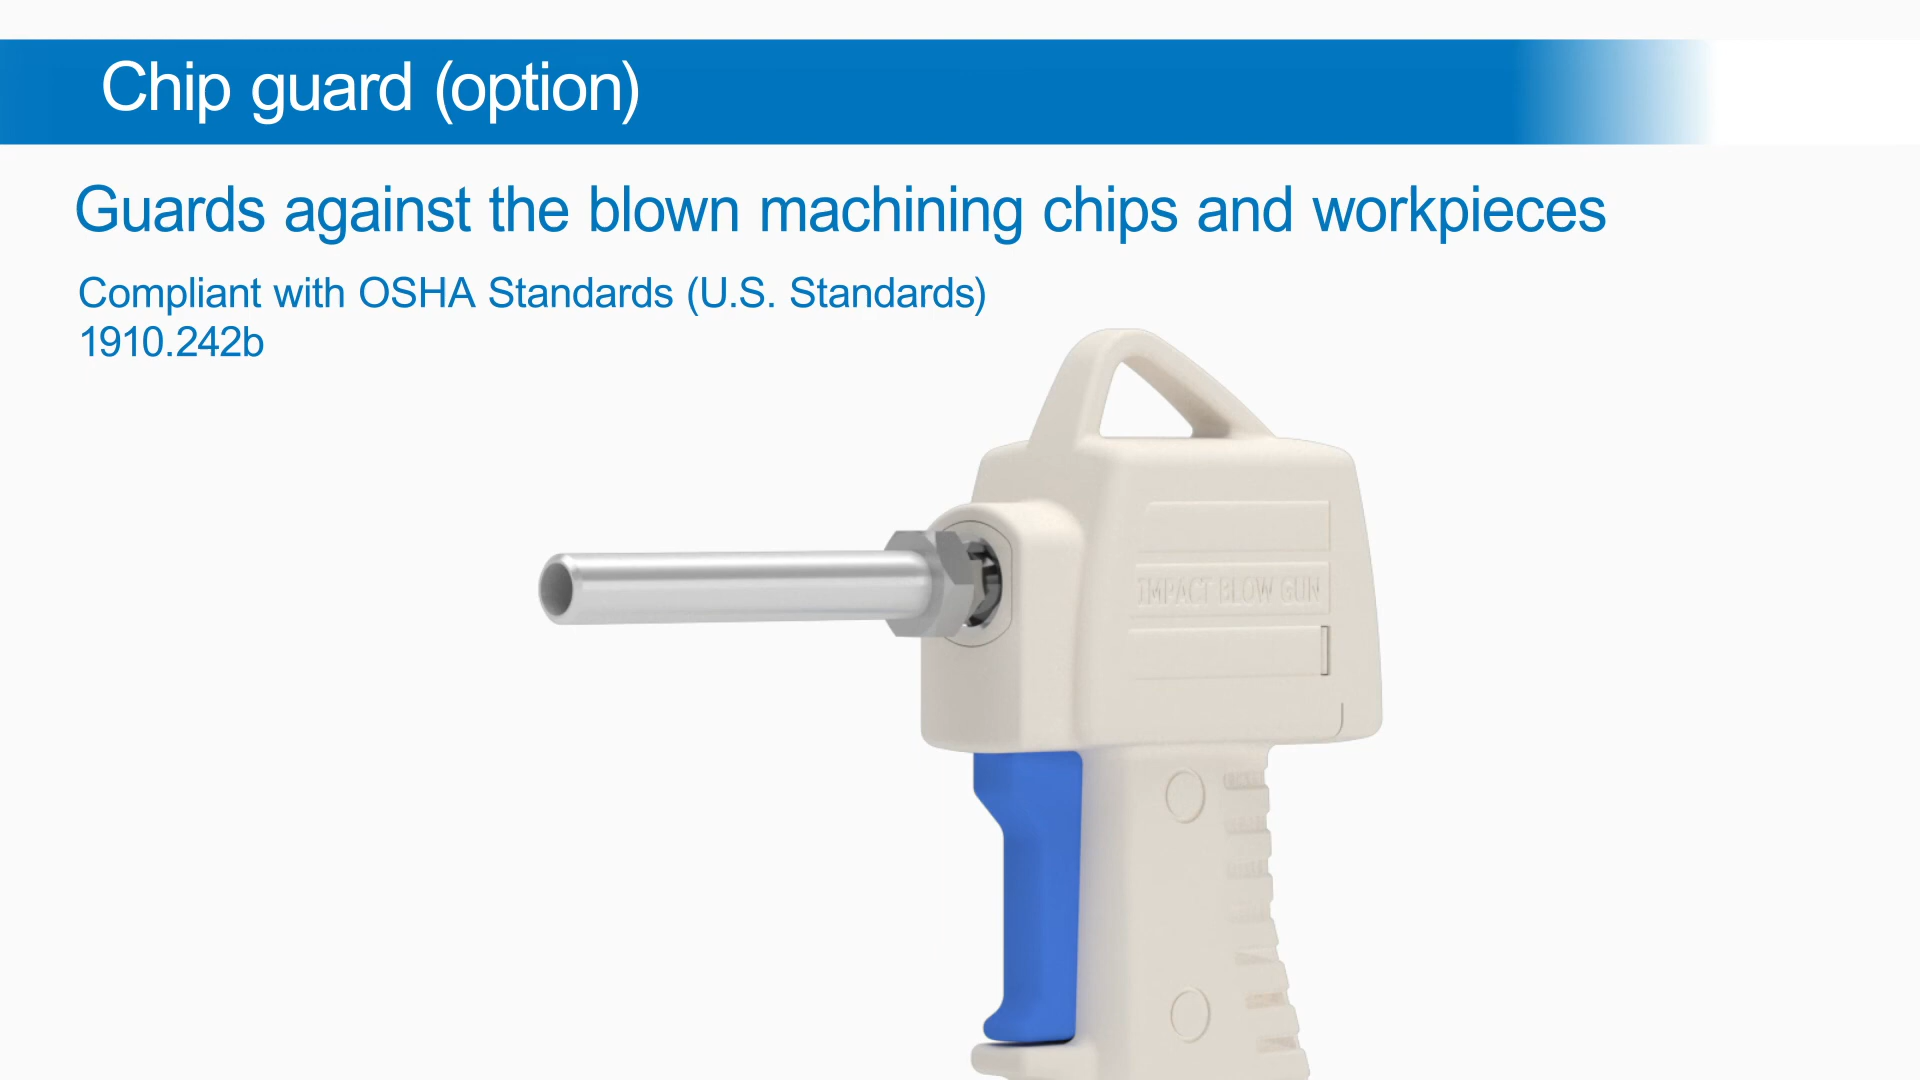 Chip guard (option)
Guards against the blown machining chips and workpieces
Compliant with OSHA Standards (U.S. Standards)
1910.242b
IMPACT BLOW GUN